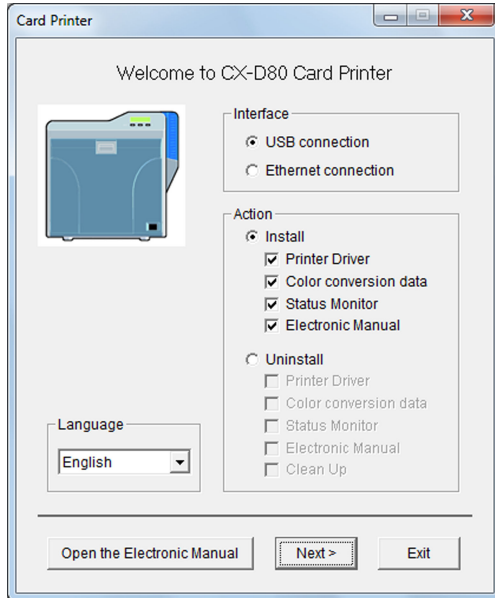 Card Printer
Welcome to CX-D80 Card Printer
Interface
USB connection
Ethernet connection
Action
Install
Printer Driver
Color conversion data
Status Monitor
Electronic Manual
Uninstall
Printer Driver
Color conversion data
Status Monitor
Electronic Manual
Clean Up
Language
English
Open the Electronic Manual
Next >
Exit